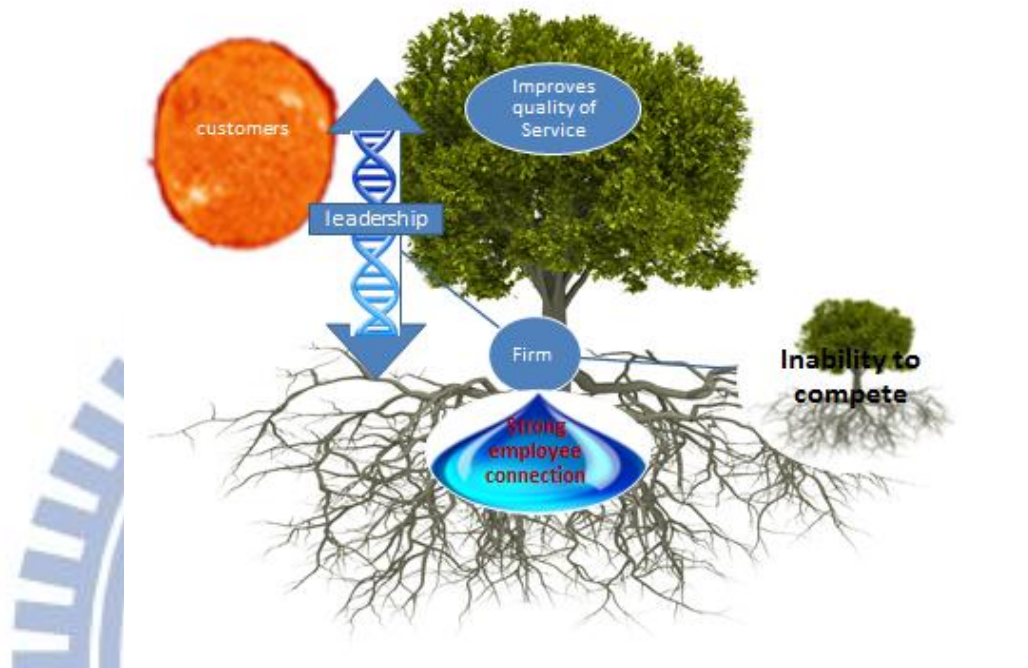 customers
Improves
quality of
Service
leadership
Firm
Inability to
compete
Strong
employee
connection